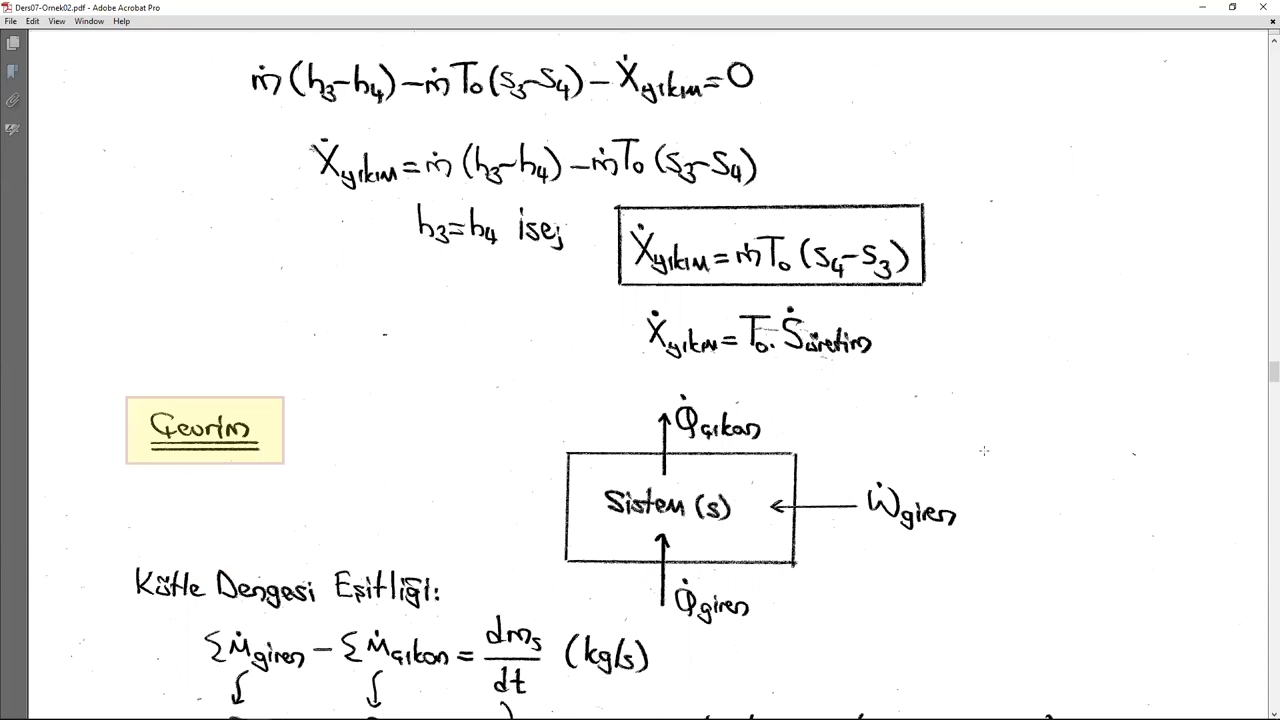 Ders07-Ornek02.pdf - Adobe Acrobat Pro
File Edit View Window Help
ṁ(h₃-h₄)-ṁT₀(s₃-s₄)-Ẋyıkım=0
Ẋyıkım=ṁ(h₃-h₄)-ṁT₀(s₃-s₄)
h₃=h₄ ise;
Ẋyıkım=ṁT₀(s₄-s₃)
Ẋyıkım=T₀.Ṡüretim
Çevrim
Q̇çıkan
Sistem(s)
Ẇgiren
Q̇giren
Kütle Dengesi Eşitliği:
∑ṁgiren - ∑ṁçıkan = dmₛ/dt (kg/s)